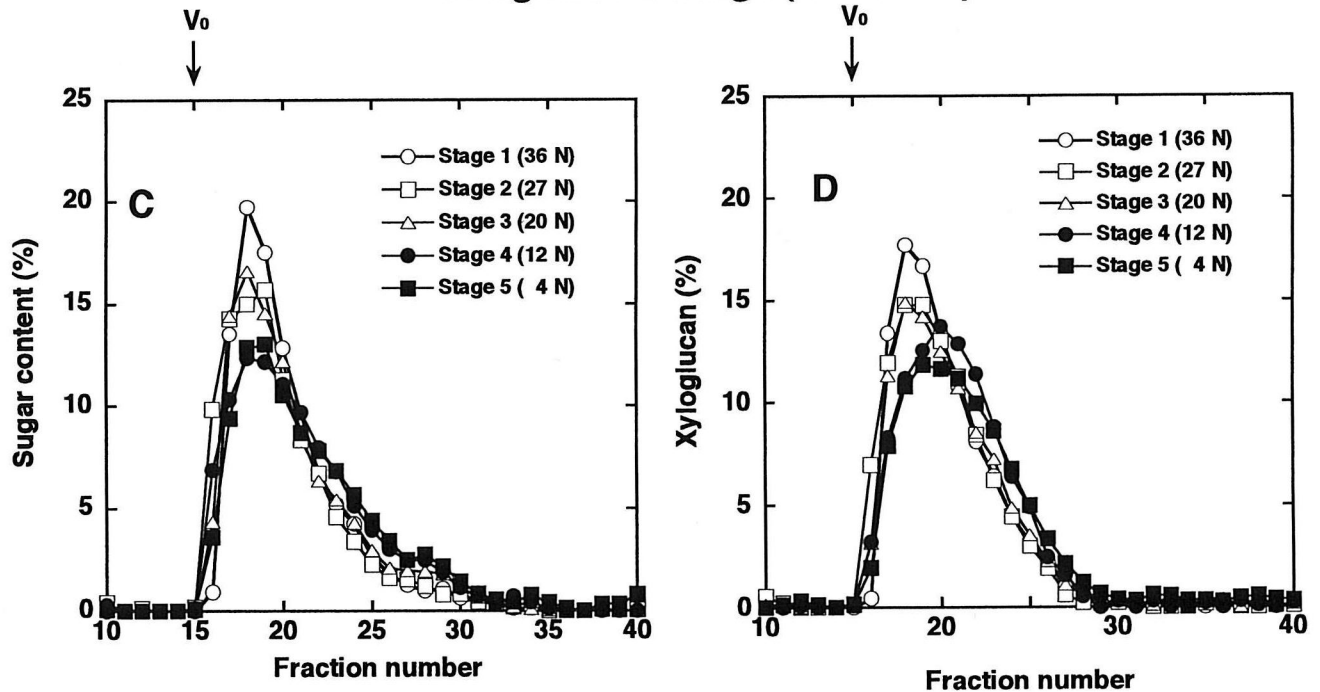 V₀
25
20
15
10
5
0
10 15 20 25 30 35 40
Sugar content (%)
Fraction number
C
Stage 1 (36 N)
Stage 2 (27 N)
Stage 3 (20 N)
Stage 4 (12 N)
Stage 5 ( 4 N)
V₀
25
20
15
10
5
0
10 20 30 40
Xyloglucan (%)
Fraction number
D
Stage 1 (36 N)
Stage 2 (27 N)
Stage 3 (20 N)
Stage 4 (12 N)
Stage 5 ( 4 N)